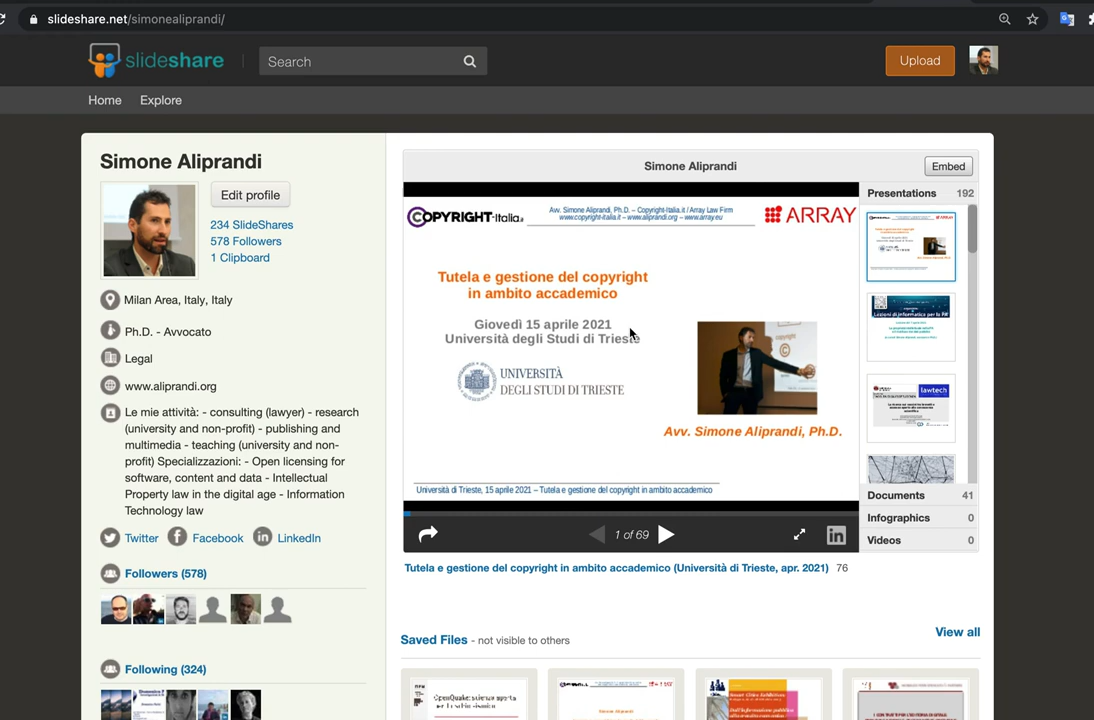 slideshare.net/simonealiprandi/
slideshare
Search
Upload
Home
Explore
Simone Aliprandi
Edit profile
234 SlideShares
578 Followers
1 Clipboard
Milan Area, Italy, Italy
Ph.D. - Avvocato
Legal
www.aliprandi.org
Le mie attività: - consulting (lawyer) - research
(university and non-profit) - publishing and
multimedia - teaching (university and non-
profit) Specializzazioni: - Open licensing for
software, content and data - Intellectual
Property law in the digital age - Information
Technology law
Twitter
Facebook
LinkedIn
Followers (578)
Following (324)
Simone Aliprandi
Embed
COPYRIGHT-Italia.it
Avv. Simone Aliprandi, Ph.D. – Copyright-Italia.it / Array Law Firm
www.copyright-italia.it – www.aliprandi.org – www.array.eu
ARRAY
Tutela e gestione del copyright
in ambito accademico
Giovedì 15 aprile 2021
Università degli Studi di Trieste
UNIVERSITÀ
DEGLI STUDI DI TRIESTE
Avv. Simone Aliprandi, Ph.D.
Università di Trieste, 15 aprile 2021 – Tutela e gestione del copyright in ambito accademico
1 of 69
Presentations 192
lawtech
Documents 41
Infographics 0
Videos 0
Tutela e gestione del copyright in ambito accademico (Università di Trieste, apr. 2021) 76
Saved Files - not visible to others
View all